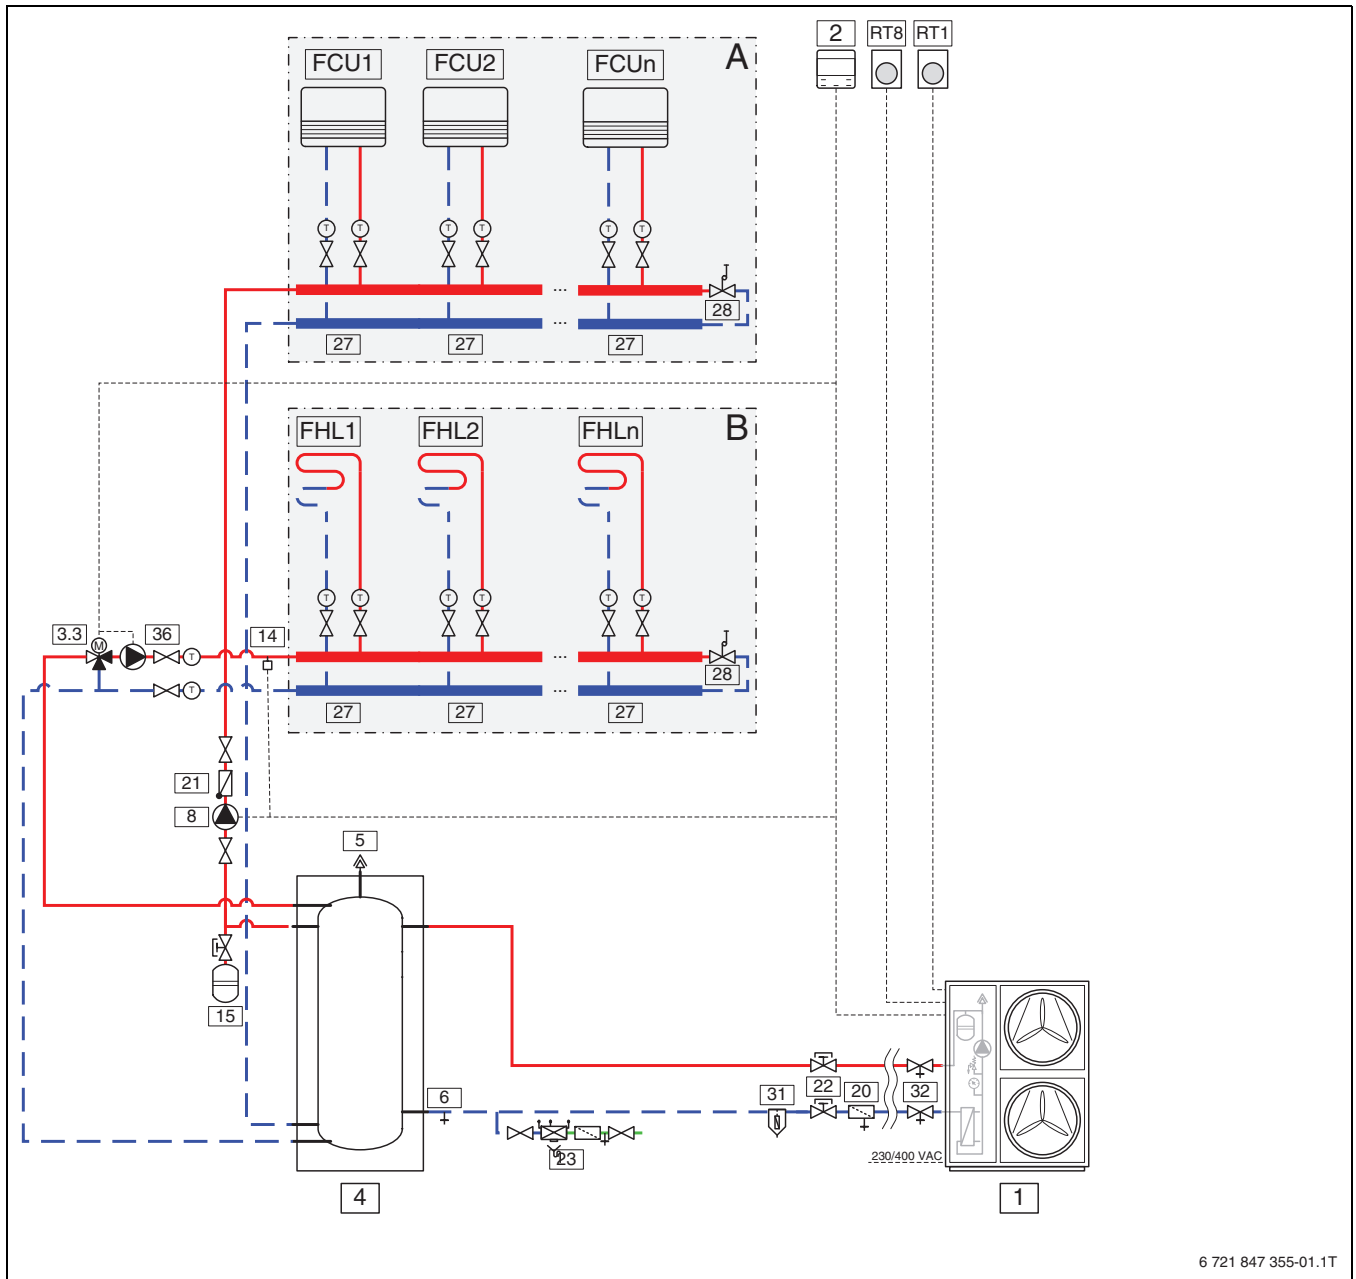 2 RT8 RT1
FCU1 FCU2 FCUn A
T T T T T T
... 
28
...
27 27 27
FHL1 FHL2 FHLn B
T T T T T T
3.3 M 36 T 14
...
28
T
...
27 27 27
21
8
5
15
6 31 22 20 32
23
230/400 VAC
4 1
6 721 847 355-01.1T